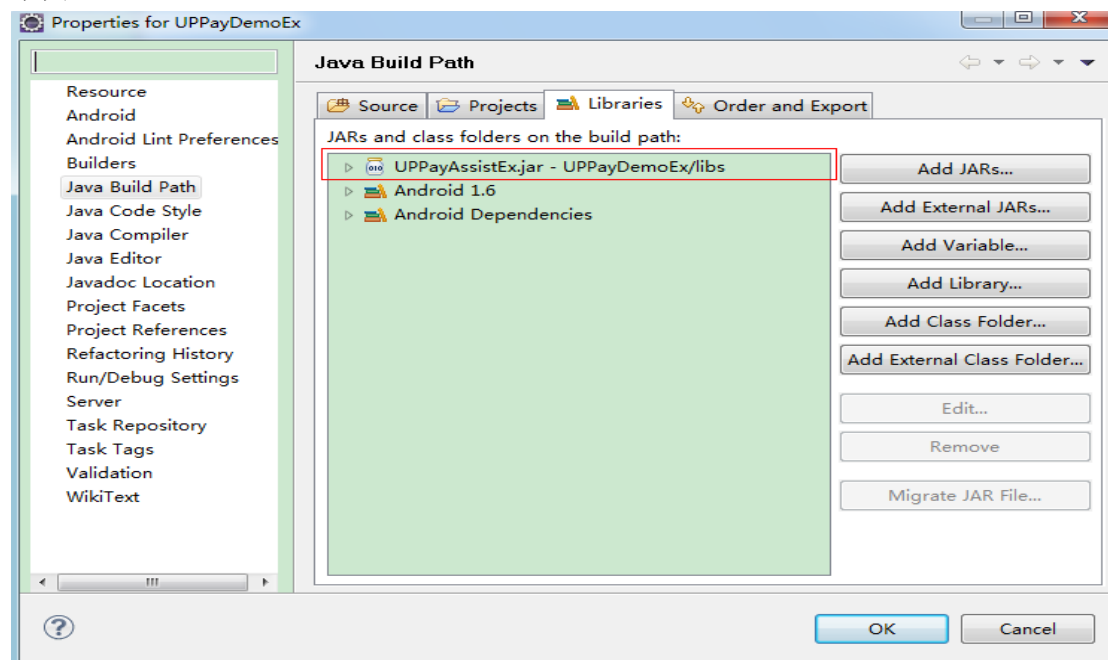 Properties for UPPayDemoEx
Java Build Path
Resource
Android
Android Lint Preferences
Builders
Java Build Path
Java Code Style
Java Compiler
Java Editor
Javadoc Location
Project Facets
Project References
Refactoring History
Run/Debug Settings
Server
Task Repository
Task Tags
Validation
WikiText
Source Projects Libraries Order and Export
JARs and class folders on the build path:
UPPayAssistEx.jar - UPPayDemoEx/libs
Android 1.6
Android Dependencies
Add JARs...
Add External JARs...
Add Variable...
Add Library...
Add Class Folder...
Add External Class Folder...
Edit...
Remove
Migrate JAR File...
OK Cancel